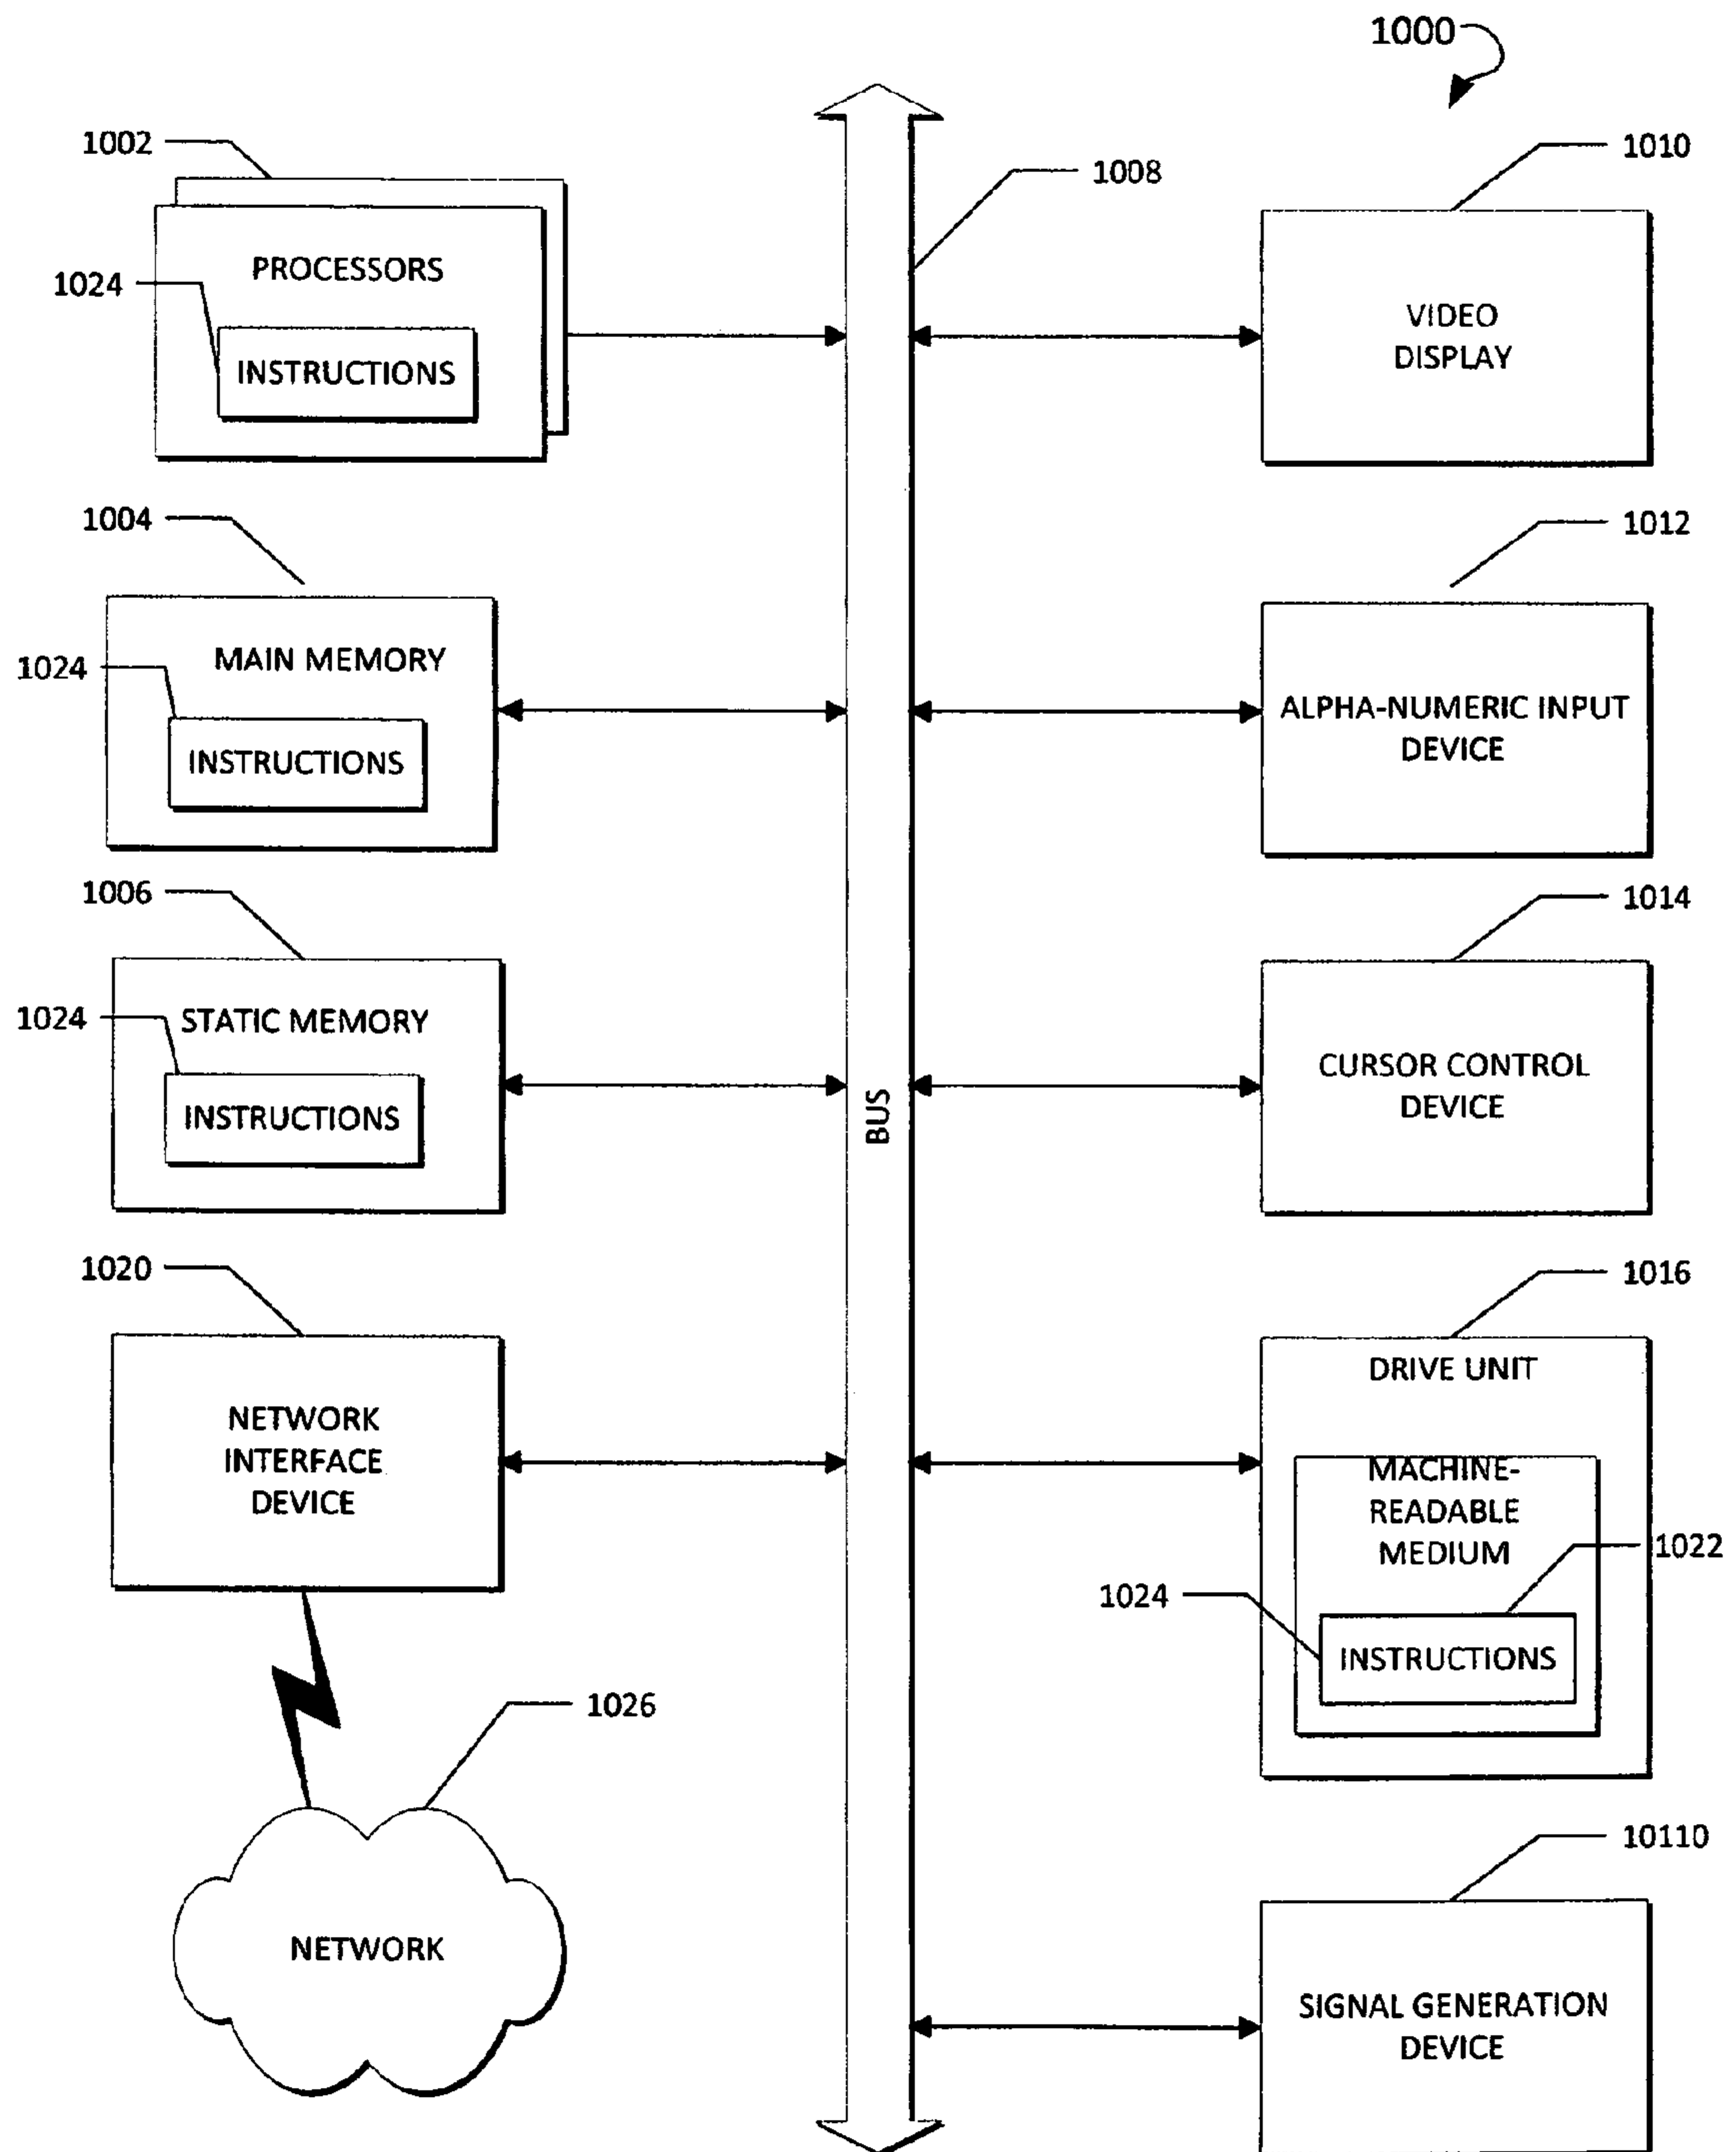 1000
1002
PROCESSORS
1024
INSTRUCTIONS
1004
MAIN MEMORY
1024
INSTRUCTIONS
1006
STATIC MEMORY
1024
INSTRUCTIONS
1020
NETWORK
INTERFACE
DEVICE
1026
NETWORK
1008
BUS
1010
VIDEO
DISPLAY
1012
ALPHA-NUMERIC INPUT
DEVICE
1014
CURSOR CONTROL
DEVICE
1016
DRIVE UNIT
MACHINE-
READABLE
MEDIUM
1022
1024
INSTRUCTIONS
10110
SIGNAL GENERATION
DEVICE